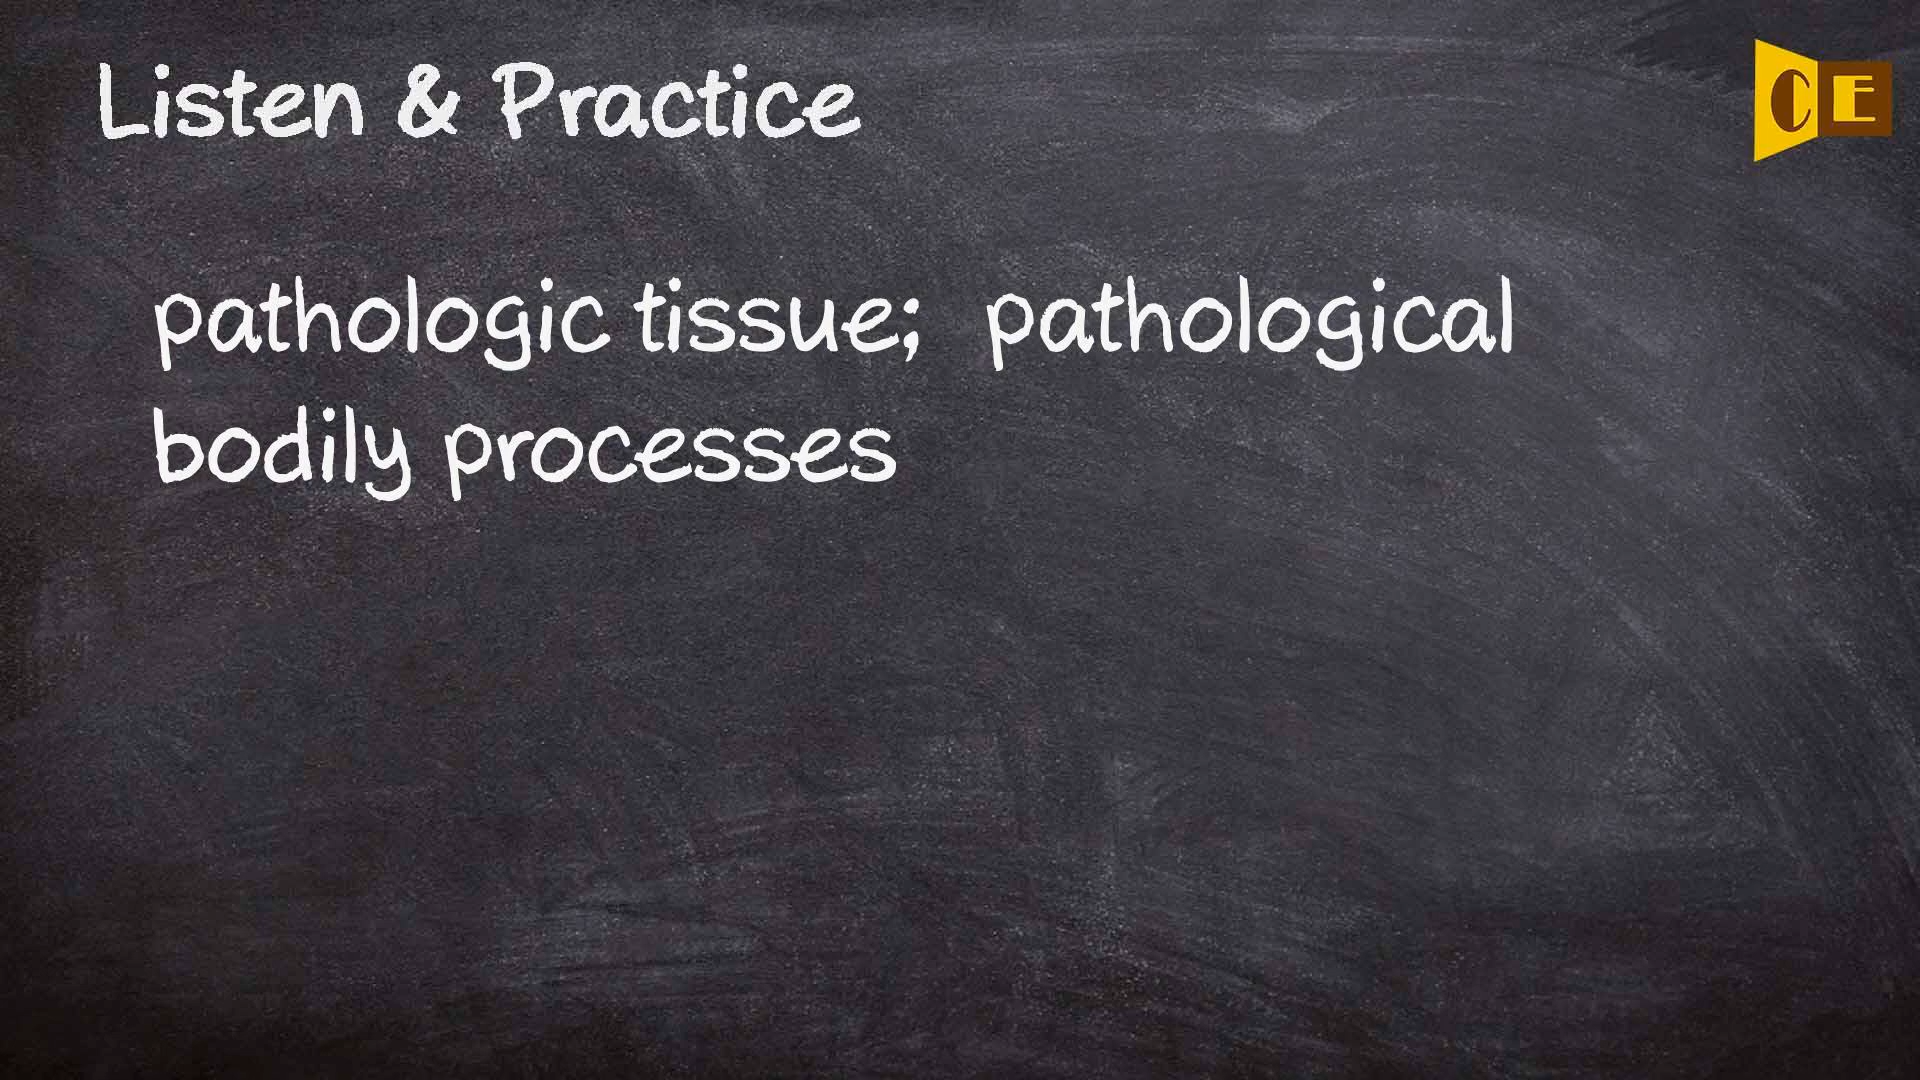 Listen & Practice
CE
pathologic tissue; pathological
bodily processes